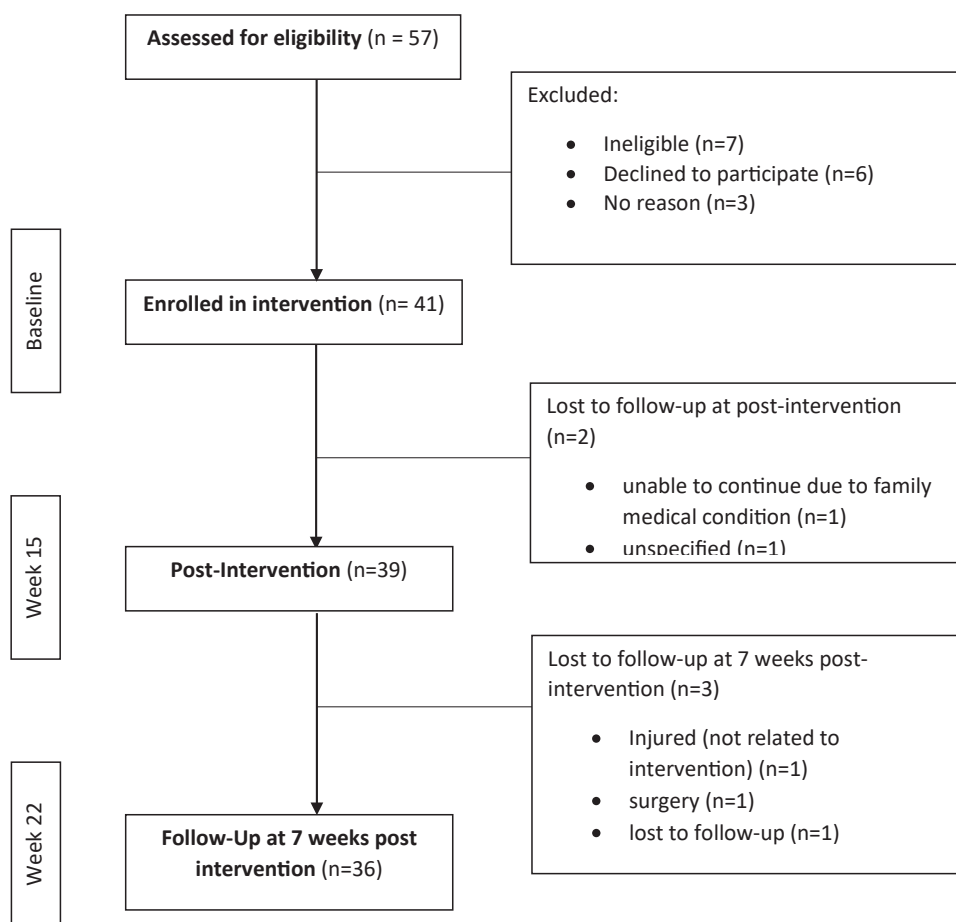 Assessed for eligibility (n = 57)
Excluded:
• Ineligible (n=7)
• Declined to participate (n=6)
• No reason (n=3)
Baseline
Enrolled in intervention (n= 41)
Lost to follow-up at post-intervention
(n=2)
• unable to continue due to family
medical condition (n=1)
• unspecified (n=1)
Week 15
Post-Intervention (n=39)
Lost to follow-up at 7 weeks post-
intervention (n=3)
• Injured (not related to
intervention) (n=1)
• surgery (n=1)
• lost to follow-up (n=1)
Week 22
Follow-Up at 7 weeks post
intervention (n=36)